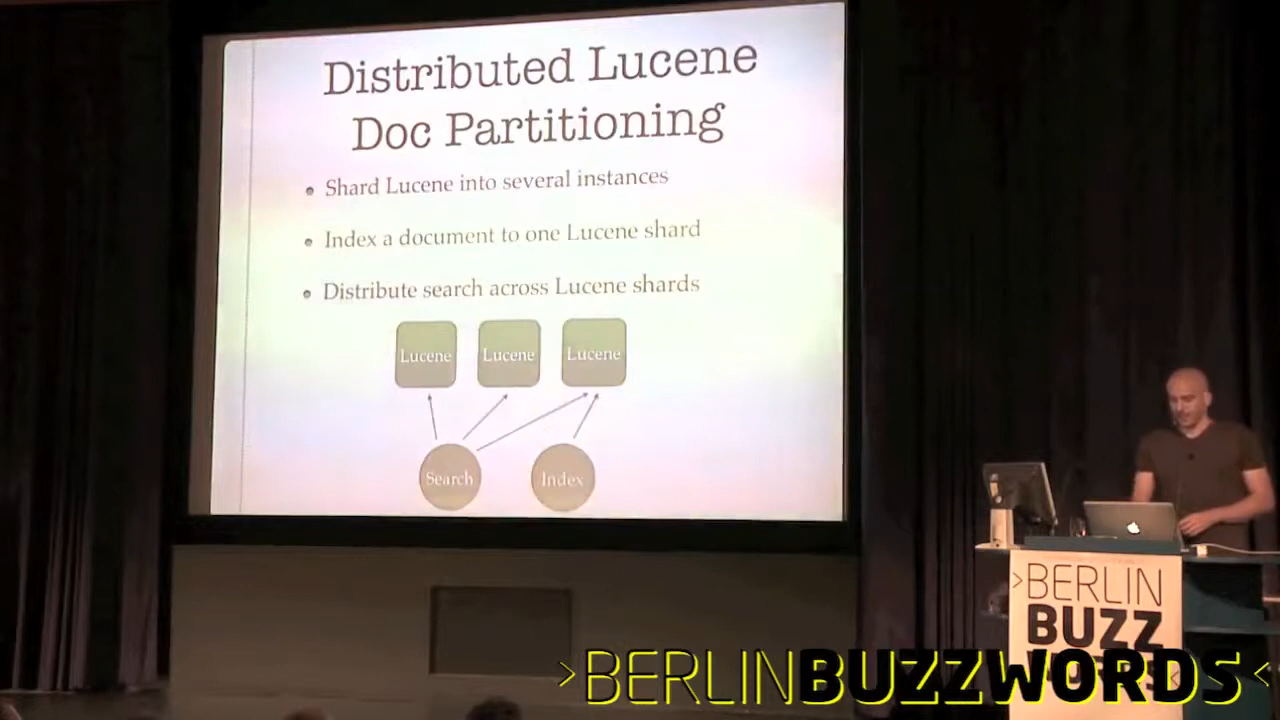 Distributed Lucene
Doc Partitioning
• Shard Lucene into several instances
• Index a document to one Lucene shard
• Distribute search across Lucene shards
Lucene Lucene Lucene
Search Index
>BERLIN
BUZZ
>BERLINBUZZWORDS<